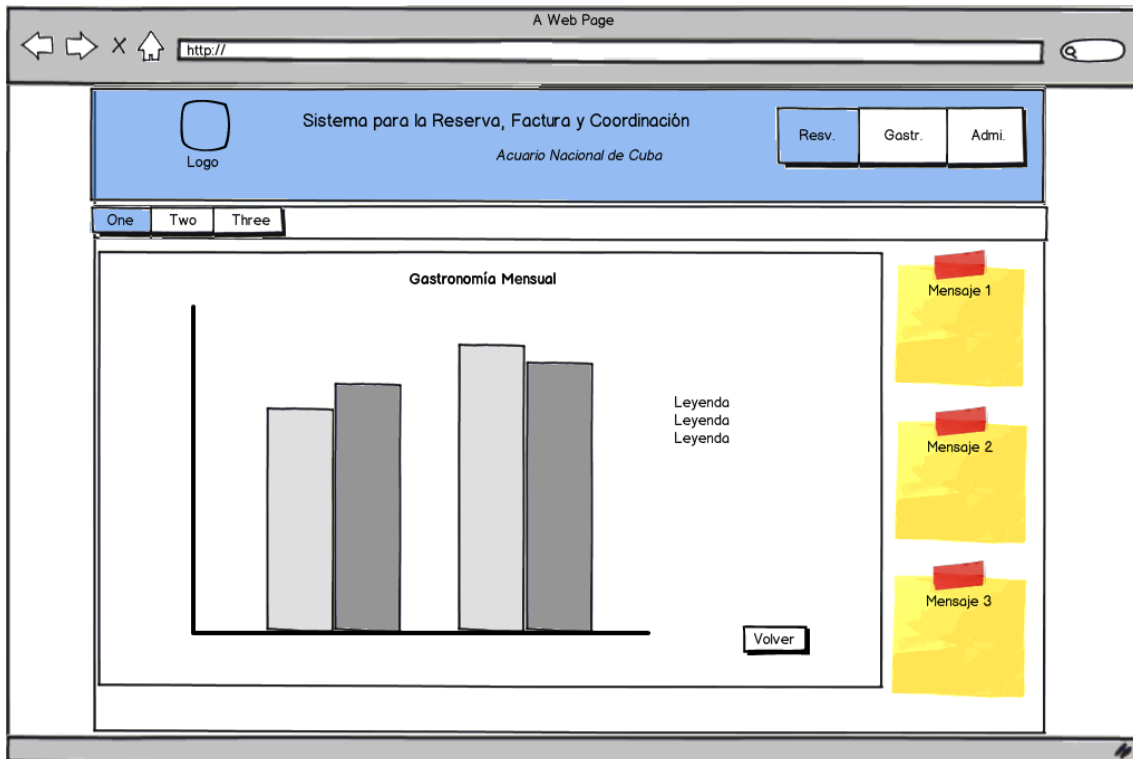 A Web Page
http://
Logo
Sistema para la Reserva, Factura y Coordinación
Acuario Nacional de Cuba
Resv.
Gastr.
Admi.
One
Two
Three
Gastronomía Mensual
Leyenda
Leyenda
Leyenda
Volver
Mensaje 1
Mensaje 2
Mensaje 3